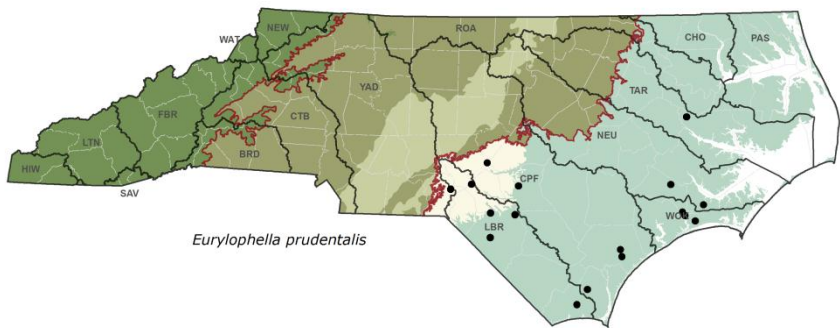 WAT
NEW
ROA
CHO
PAS
TAR
FBR
YAD
CTB
LTN
NEU
BRD
HIW
CPF
SAV
WOK
LBR
Eurylophella prudentalis